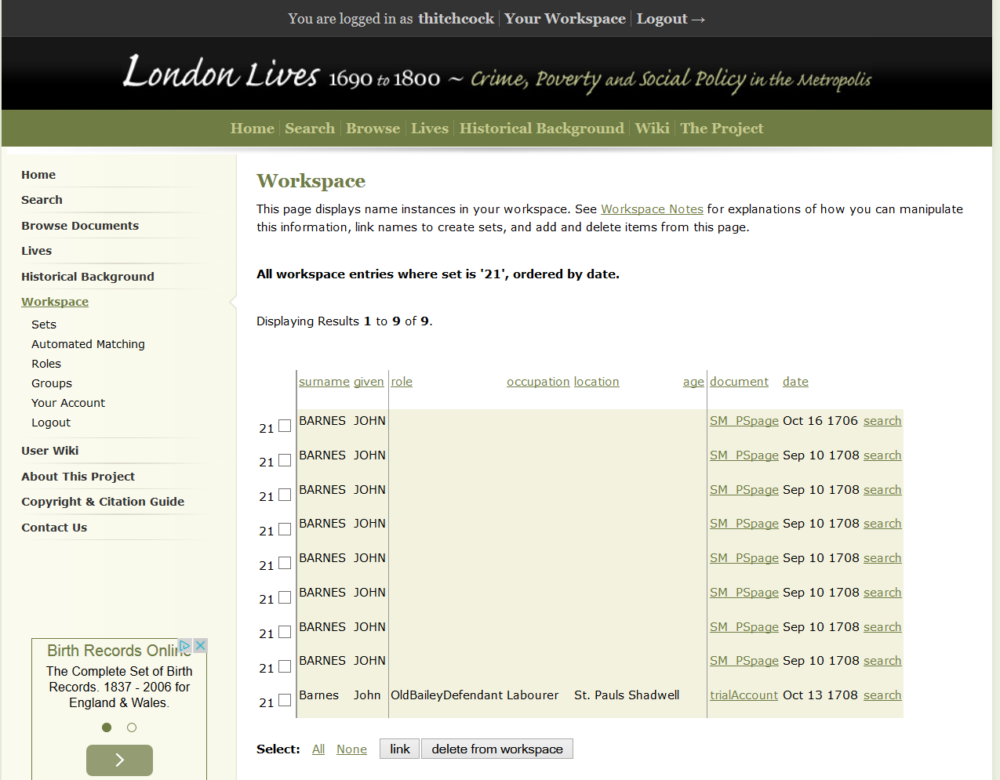 You are logged in as thitchcock Your Workspace Logout →
London Lives 1690 to 1800 ~ Crime, Poverty and Social Policy in the Metropolis
Home Search Browse Lives Historical Background Wiki The Project
Home
Search
Browse Documents
Lives
Historical Background
Workspace
Sets
Automated Matching
Roles
Groups
Your Account
Logout
User Wiki
About This Project
Copyright & Citation Guide
Contact Us
Birth Records Online
The Complete Set of Birth
Records. 1837 - 2006 for
England & Wales.
Workspace
This page displays name instances in your workspace. See Workspace Notes for explanations of how you can manipulate
this information, link names to create sets, and add and delete items from this page.
All workspace entries where set is '21', ordered by date.
Displaying Results 1 to 9 of 9.
surname given role occupation location age document date
21 BARNES JOHN SM_PSpage Oct 16 1706 search
21 BARNES JOHN SM_PSpage Sep 10 1708 search
21 BARNES JOHN SM_PSpage Sep 10 1708 search
21 BARNES JOHN SM_PSpage Sep 10 1708 search
21 BARNES JOHN SM_PSpage Sep 10 1708 search
21 BARNES JOHN SM_PSpage Sep 10 1708 search
21 BARNES JOHN SM_PSpage Sep 10 1708 search
21 BARNES JOHN SM_PSpage Sep 10 1708 search
21 Barnes John OldBaileyDefendant Labourer St. Pauls Shadwell trialAccount Oct 13 1708 search
Select: All None link delete from workspace